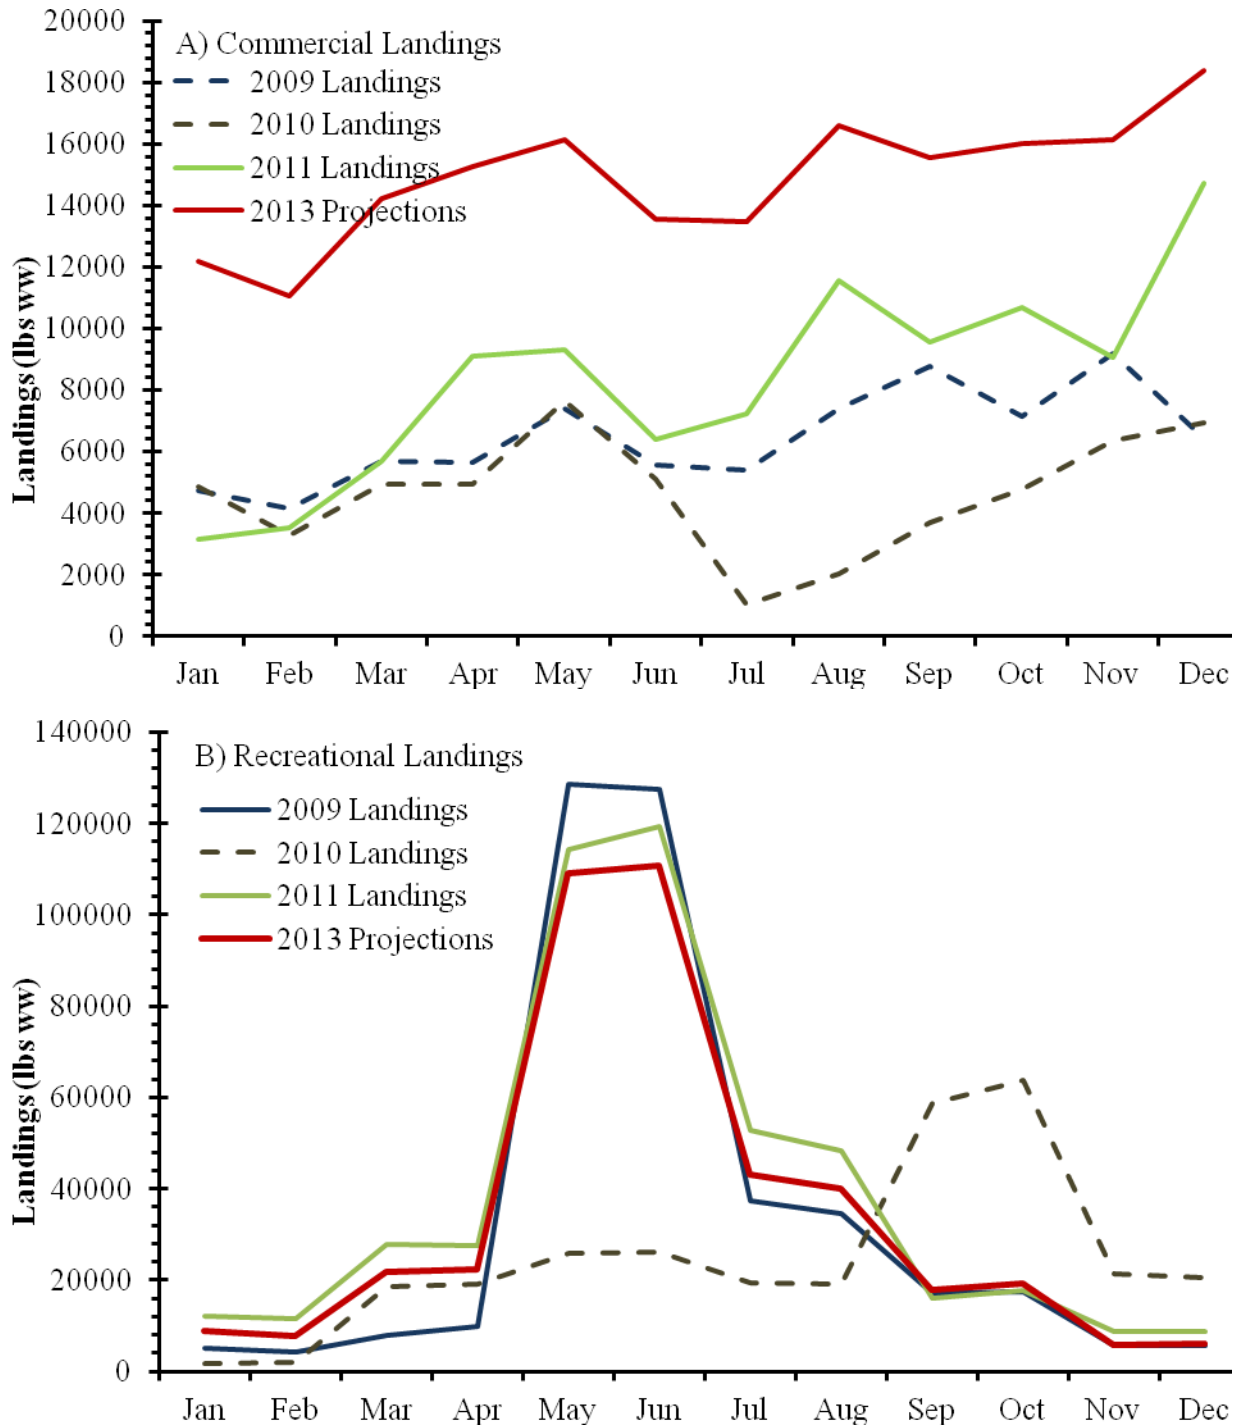 20000
18000
16000
14000
12000
10000
8000
6000
4000
2000
0
Landings (lbs ww)
A) Commercial Landings
2009 Landings
2010 Landings
2011 Landings
2013 Projections
Jan Feb Mar Apr May Jun Jul Aug Sep Oct Nov Dec
140000
120000
100000
80000
60000
40000
20000
0
Landings (lbs ww)
B) Recreational Landings
2009 Landings
2010 Landings
2011 Landings
2013 Projections
Jan Feb Mar Apr May Jun Jul Aug Sep Oct Nov Dec